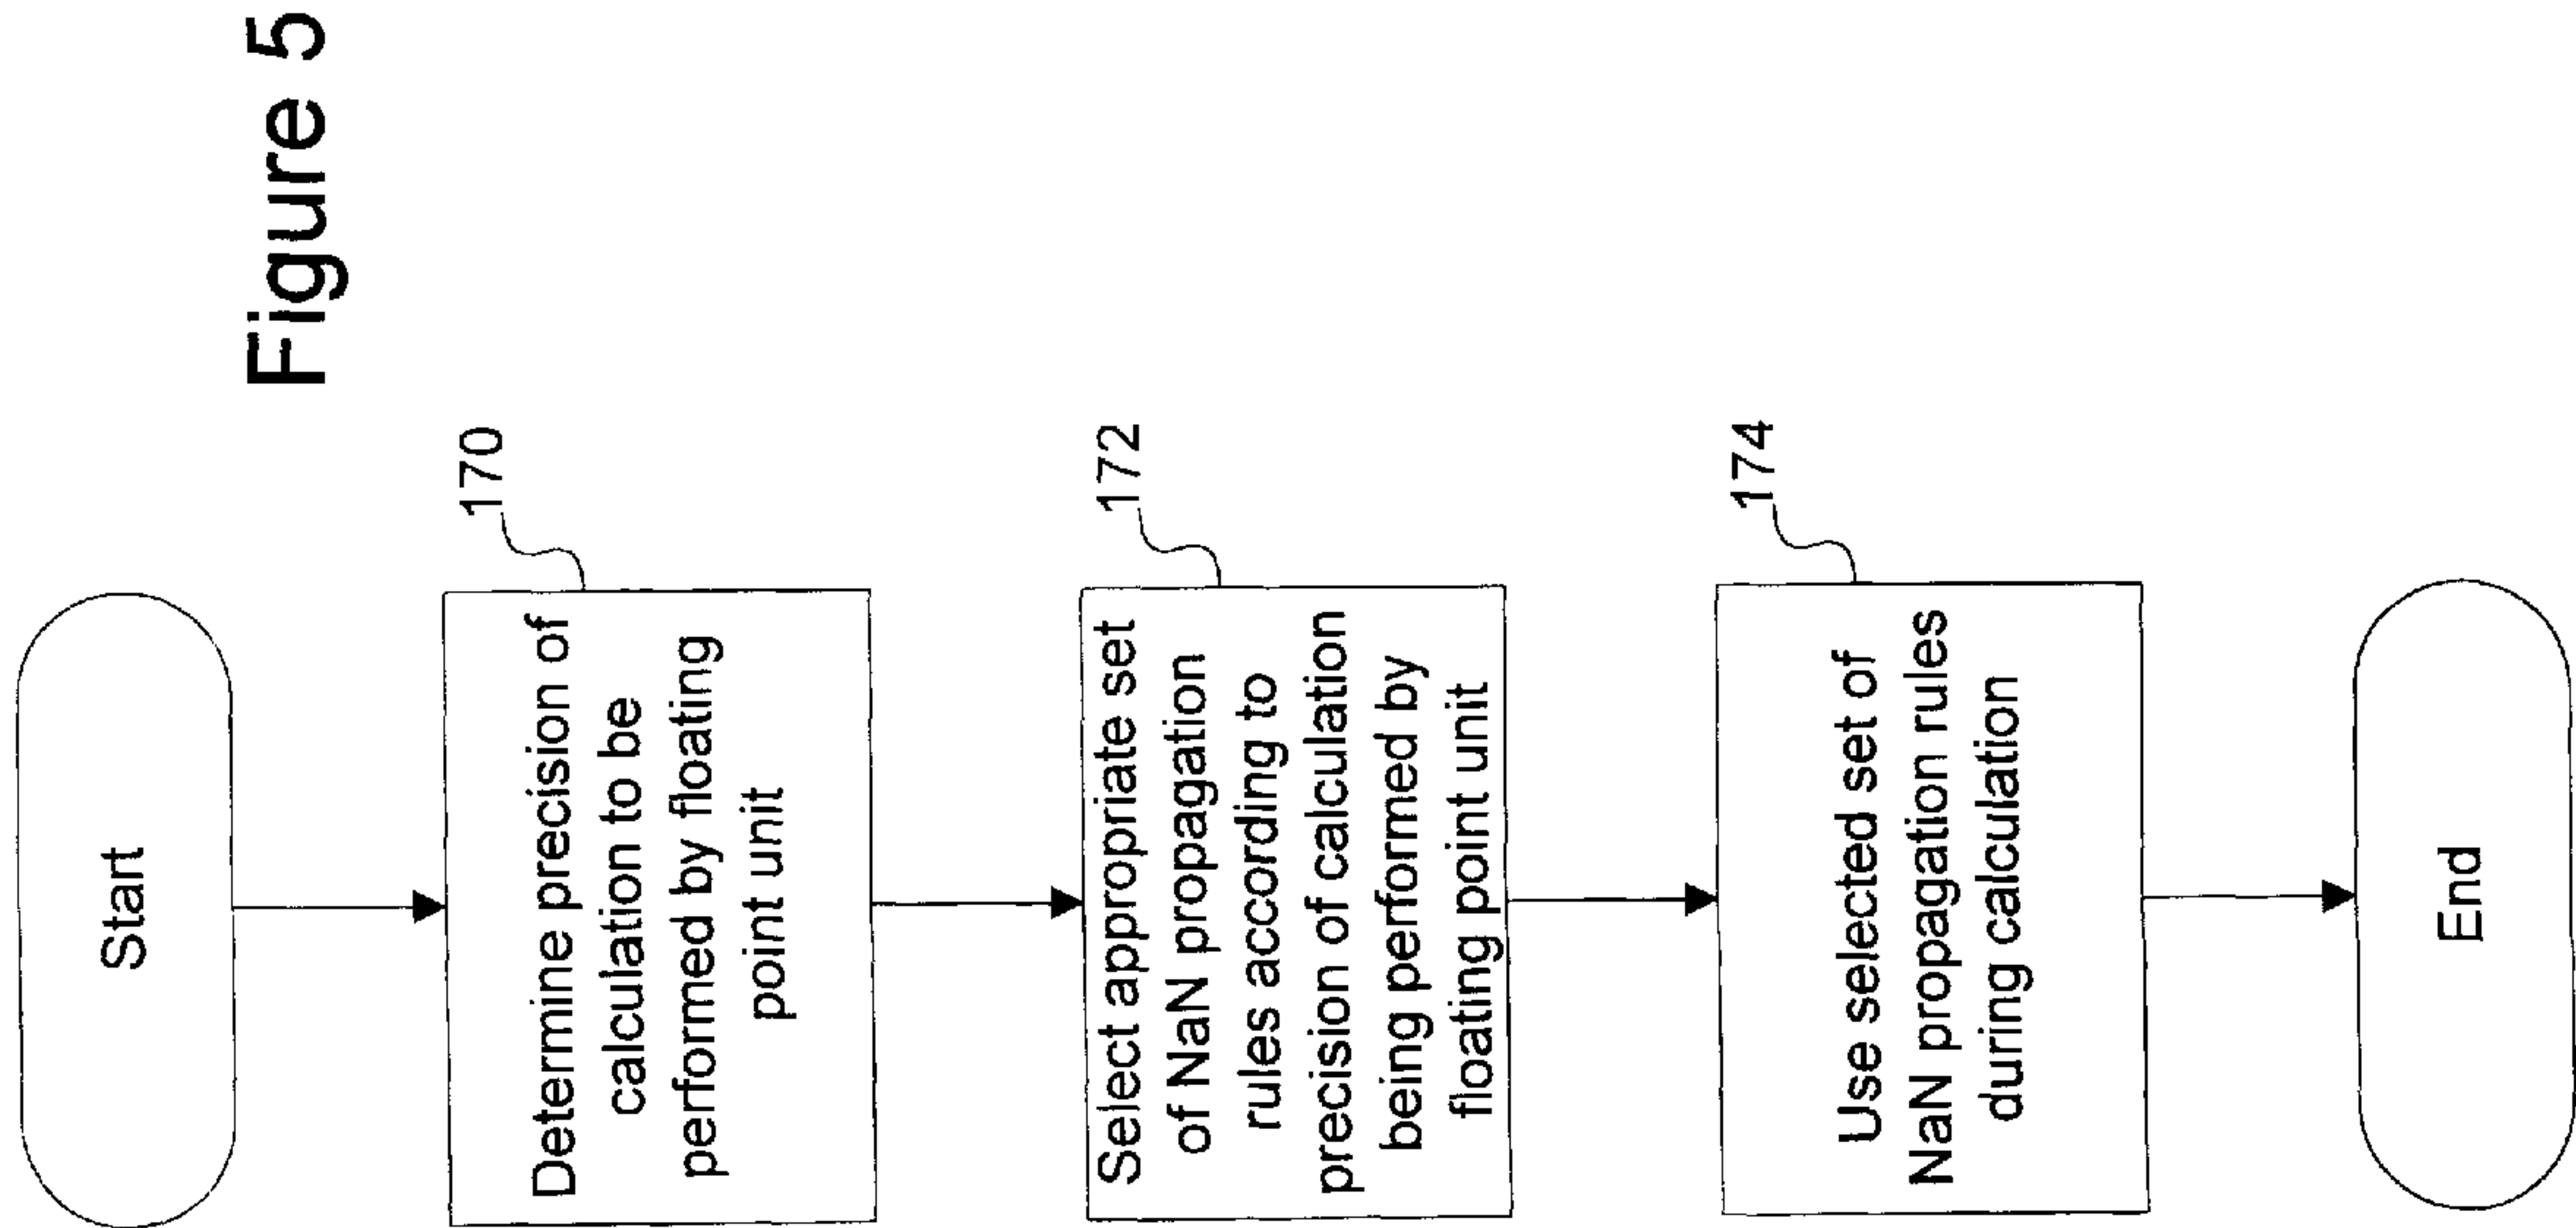 Figure 5
Start
170
Determine precision of
calculation to be
performed by floating
point unit
172
Select appropriate set
of NaN propagation
rules according to
precision of calculation
being performed by
floating point unit
174
Use selected set of
NaN propagation rules
during calculation
End